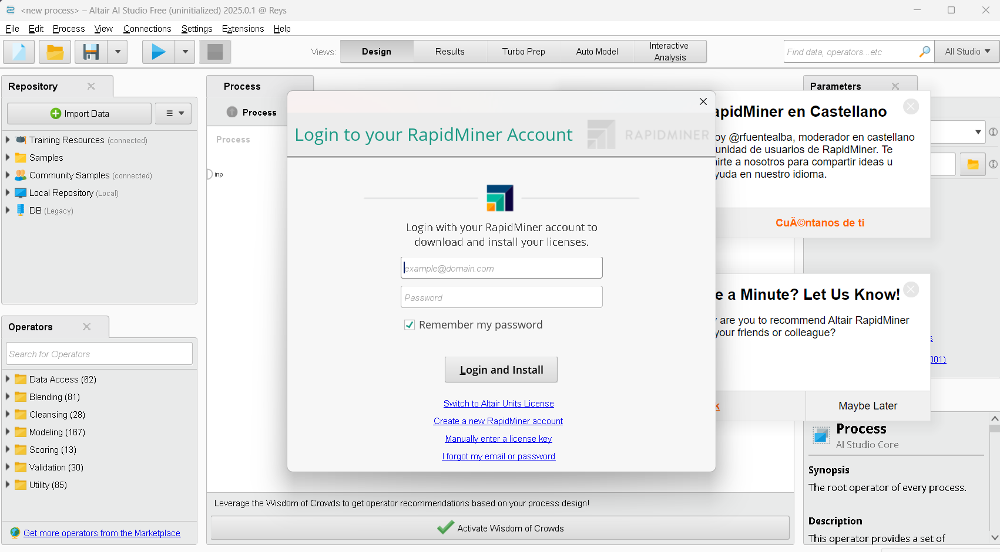 <new process> – Altair AI Studio Free (uninitialized) 2025.0.1 @ Reys
File Edit Process View Connections Settings Extensions Help
Views: Design Results Turbo Prep Auto Model Interactive Analysis
Find data, operators...etc
All Studio
Repository
Import Data
Training Resources (connected)
Samples
Community Samples (connected)
Local Repository (Local)
DB (Legacy)
Operators
Search for Operators
Data Access (62)
Blending (81)
Cleansing (28)
Modeling (167)
Scoring (13)
Validation (30)
Utility (85)
Get more operators from the Marketplace
Process
Process
Process
inp
Login to your RapidMiner Account
RAPIDMINER
Login with your RapidMiner account to
download and install your licenses.
example@domain.com
Password
Remember my password
Login and Install
Switch to Altair Units License
Create a new RapidMiner account
Manually enter a license key
I forgot my email or password
Leverage the Wisdom of Crowds to get operator recommendations based on your process design!
Activate Wisdom of Crowds
Parameters
apidMiner en Castellano
oy @rfuentealba, moderador en castellano
unidad de usuarios de RapidMiner. Te
irte a nosotros para compartir ideas u
yuda en nuestro idioma.
CuÃ©ntanos de ti
e a Minute? Let Us Know!
are you to recommend Altair RapidMiner
your friends or colleague?
s
001)
k
Maybe Later
Process
AI Studio Core
Synopsis
The root operator of every process.
Description
This operator provides a set of